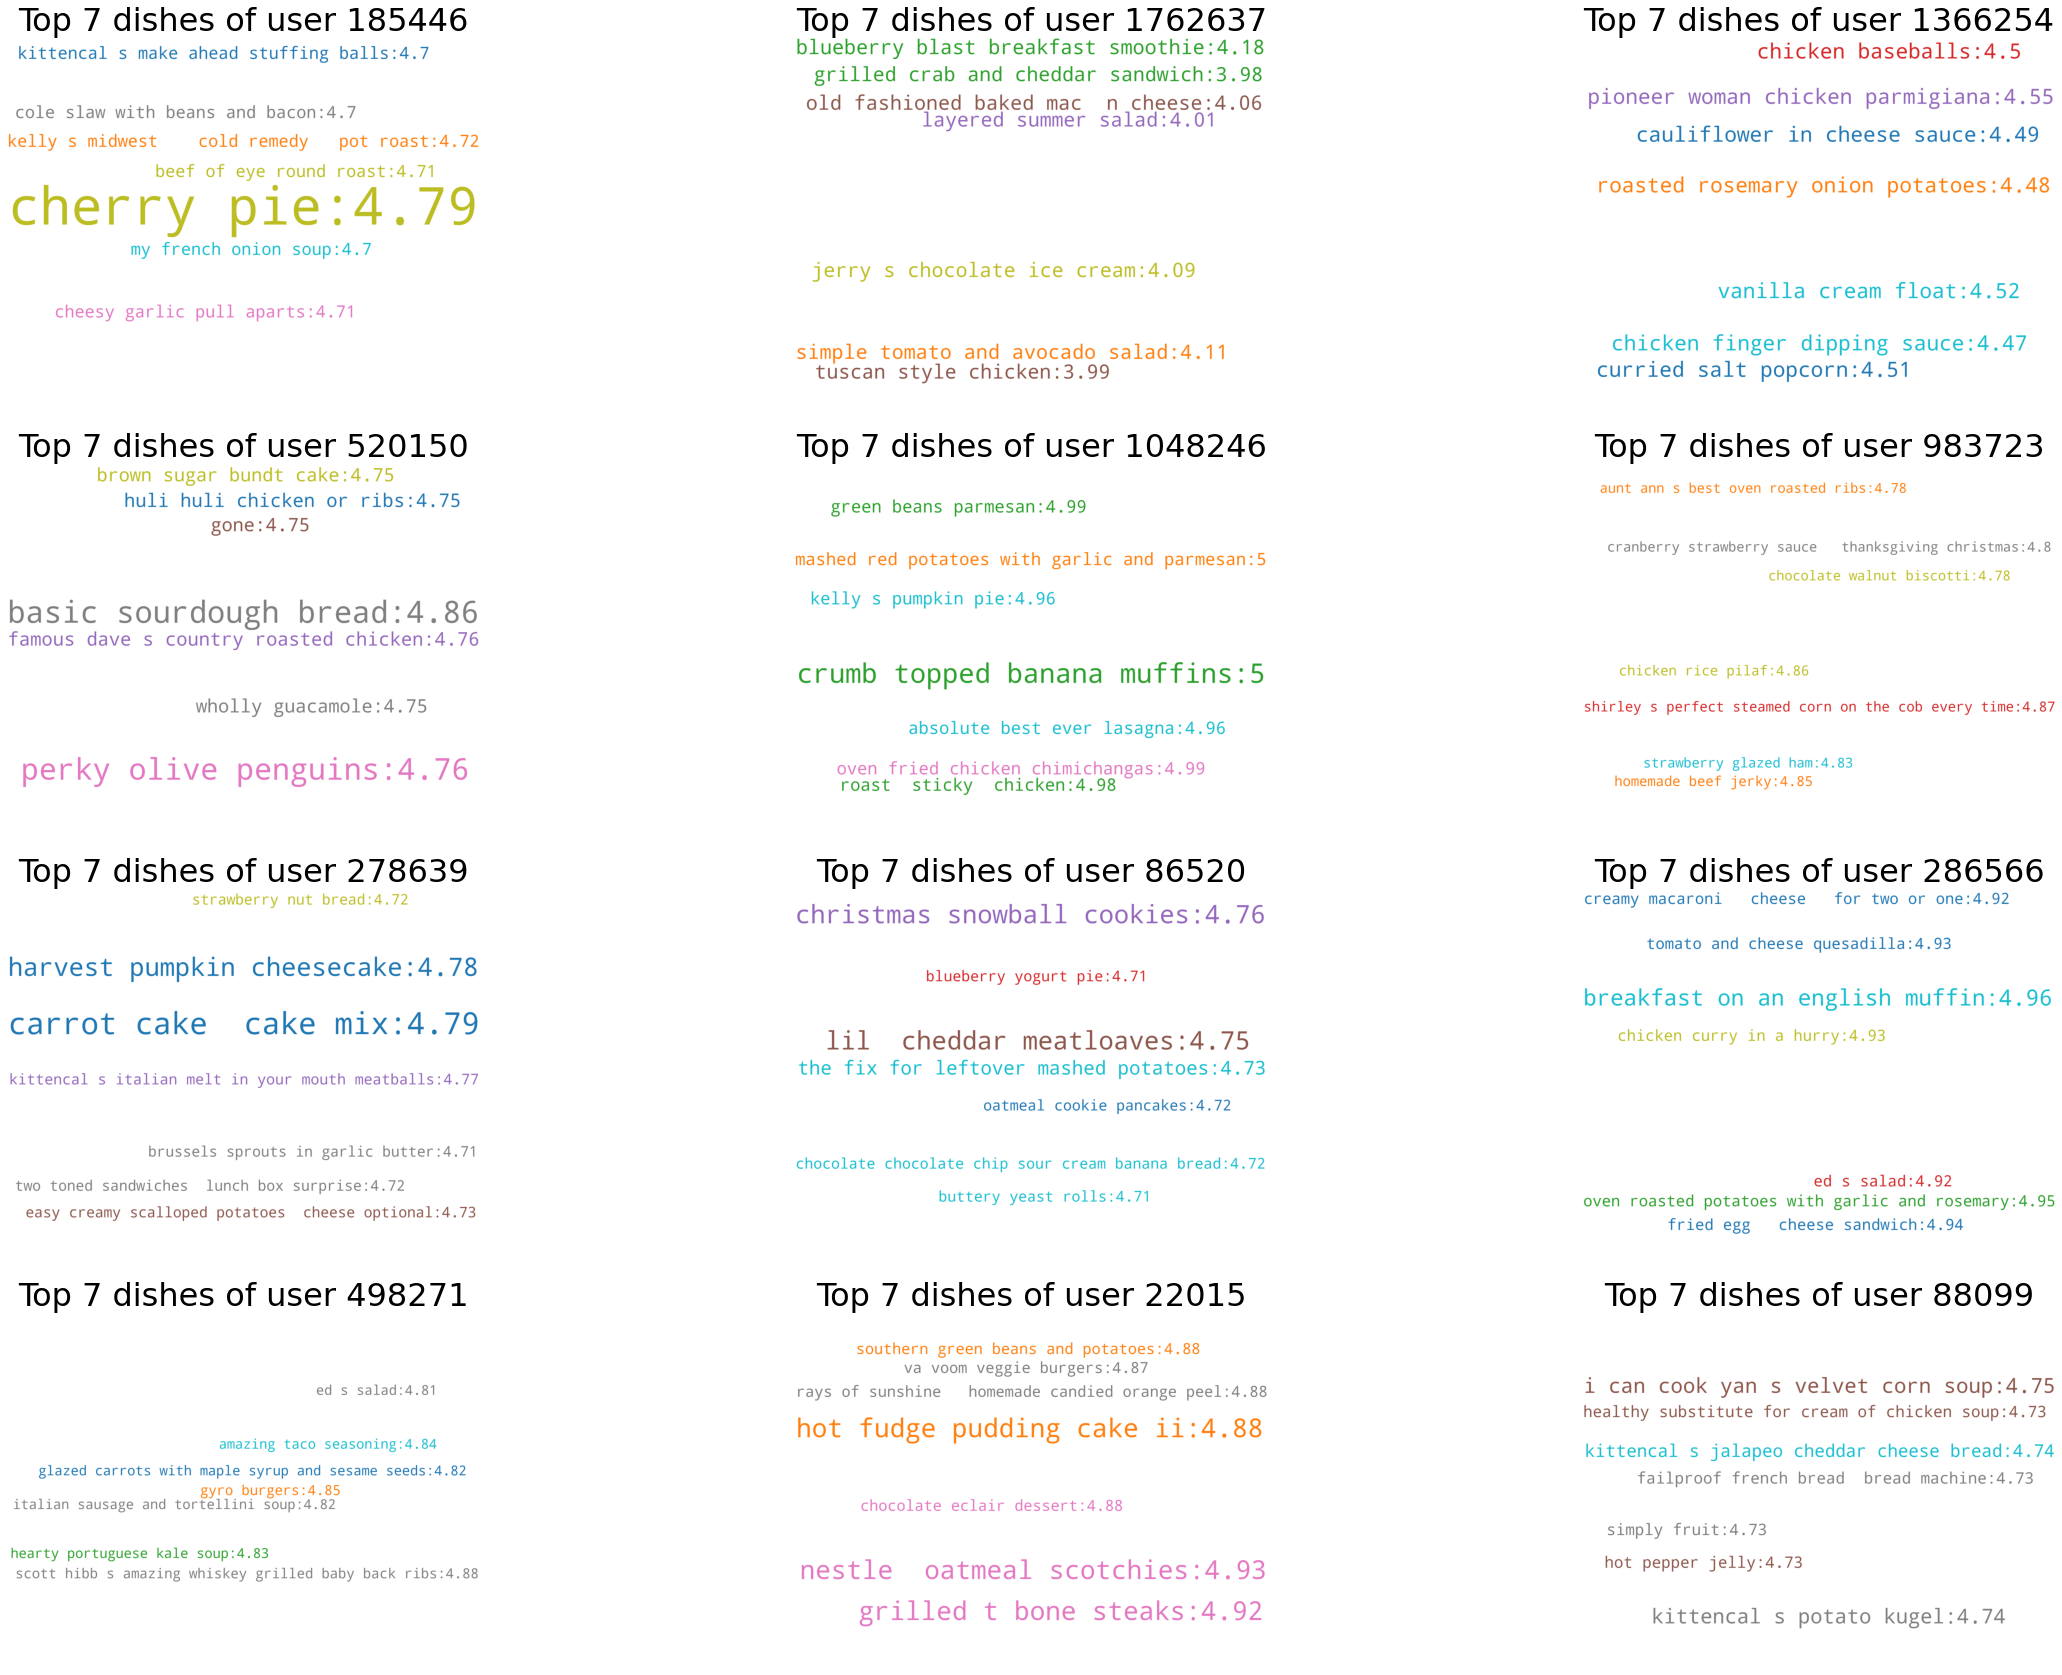 Top 7 dishes of user 185446
kittencal s make ahead stuffing balls:4.7
cole slaw with beans and bacon:4.7
kelly s midwest    cold remedy   pot roast:4.72
beef of eye round roast:4.71
cherry pie:4.79
my french onion soup:4.7
cheesy garlic pull aparts:4.71
Top 7 dishes of user 1762637
blueberry blast breakfast smoothie:4.18
grilled crab and cheddar sandwich:3.98
old fashioned baked mac  n cheese:4.06
layered summer salad:4.01
jerry s chocolate ice cream:4.09
simple tomato and avocado salad:4.11
tuscan style chicken:3.99
Top 7 dishes of user 1366254
chicken baseballs:4.5
pioneer woman chicken parmigiana:4.55
cauliflower in cheese sauce:4.49
roasted rosemary onion potatoes:4.48
vanilla cream float:4.52
chicken finger dipping sauce:4.47
curried salt popcorn:4.51
Top 7 dishes of user 520150
brown sugar bundt cake:4.75
huli huli chicken or ribs:4.75
gone:4.75
basic sourdough bread:4.86
famous dave s country roasted chicken:4.76
wholly guacamole:4.75
perky olive penguins:4.76
Top 7 dishes of user 1048246
green beans parmesan:4.99
mashed red potatoes with garlic and parmesan:5
kelly s pumpkin pie:4.96
crumb topped banana muffins:5
absolute best ever lasagna:4.96
oven fried chicken chimichangas:4.99
roast  sticky  chicken:4.98
Top 7 dishes of user 983723
aunt ann s best oven roasted ribs:4.78
cranberry strawberry sauce   thanksgiving christmas:4.8
chocolate walnut biscotti:4.78
chicken rice pilaf:4.86
shirley s perfect steamed corn on the cob every time:4.87
strawberry glazed ham:4.83
homemade beef jerky:4.85
Top 7 dishes of user 278639
strawberry nut bread:4.72
harvest pumpkin cheesecake:4.78
carrot cake  cake mix:4.79
kittencal s italian melt in your mouth meatballs:4.77
brussels sprouts in garlic butter:4.71
two toned sandwiches  lunch box surprise:4.72
easy creamy scalloped potatoes  cheese optional:4.73
Top 7 dishes of user 86520
christmas snowball cookies:4.76
blueberry yogurt pie:4.71
lil  cheddar meatloaves:4.75
the fix for leftover mashed potatoes:4.73
oatmeal cookie pancakes:4.72
chocolate chocolate chip sour cream banana bread:4.72
buttery yeast rolls:4.71
Top 7 dishes of user 286566
creamy macaroni   cheese   for two or one:4.92
tomato and cheese quesadilla:4.93
breakfast on an english muffin:4.96
chicken curry in a hurry:4.93
ed s salad:4.92
oven roasted potatoes with garlic and rosemary:4.95
fried egg   cheese sandwich:4.94
Top 7 dishes of user 498271
ed s salad:4.81
amazing taco seasoning:4.84
glazed carrots with maple syrup and sesame seeds:4.82
gyro burgers:4.85
italian sausage and tortellini soup:4.82
hearty portuguese kale soup:4.83
scott hibb s amazing whiskey grilled baby back ribs:4.88
Top 7 dishes of user 22015
southern green beans and potatoes:4.88
va voom veggie burgers:4.87
rays of sunshine   homemade candied orange peel:4.88
hot fudge pudding cake ii:4.88
chocolate eclair dessert:4.88
nestle  oatmeal scotchies:4.93
grilled t bone steaks:4.92
Top 7 dishes of user 88099
i can cook yan s velvet corn soup:4.75
healthy substitute for cream of chicken soup:4.73
kittencal s jalapeo cheddar cheese bread:4.74
failproof french bread  bread machine:4.73
simply fruit:4.73
hot pepper jelly:4.73
kittencal s potato kugel:4.74